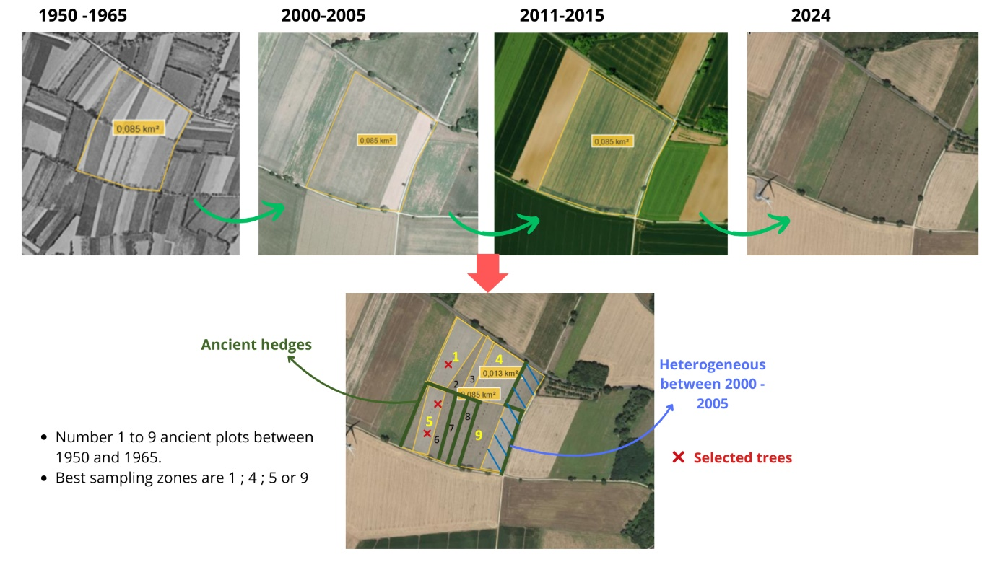 1950 -1965
2000-2005
2011-2015
2024
0,085 km²
0,085 km²
0,085 km²
Ancient hedges
1
4
0,013 km²
3
2
0,085 km²
8
5
7
9
6
Heterogeneous
between 2000 -
2005
• Number 1 to 9 ancient plots between
1950 and 1965.
• Best sampling zones are 1 ; 4 ; 5 or 9
Selected trees